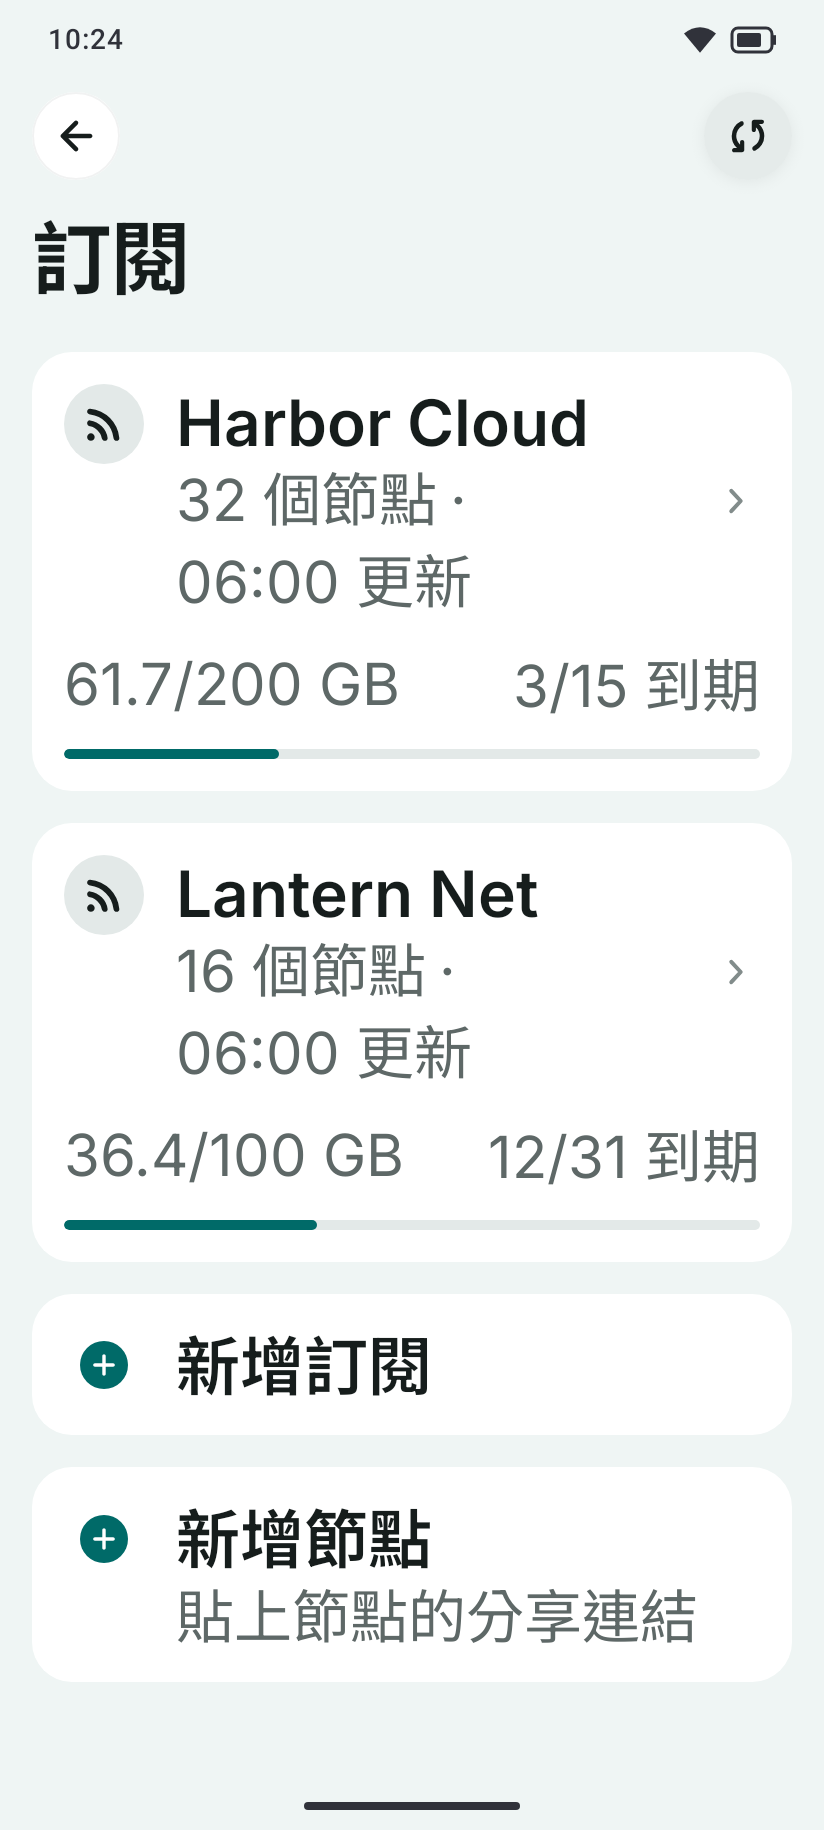 10:24
訂閱
Harbor Cloud
32 個節點 ·
06:00 更新
61.7/200 GB
3/15 到期
Lantern Net
16 個節點 ·
06:00 更新
36.4/100 GB
12/31 到期
新增訂閱
新增節點
貼上節點的分享連結